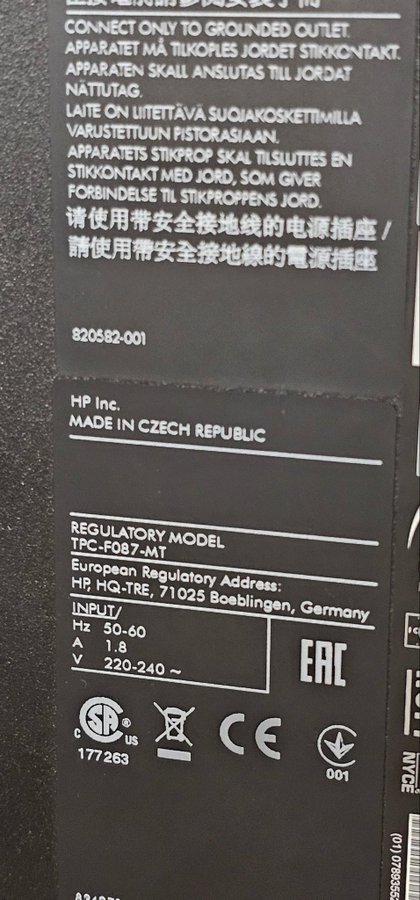 CONNECT ONLY TO GROUNDED OUTLET.
APPARATET MÅ TILKOPLES JORDET STIKKONTAKT.
APPARATEN SKALL ANSLUTAS TILL JORDAT
NÄTTUTAG.
LAITE ON LIITETTÄVÄ SUOJAKOSKETTIMILLA
VARUSTETTUUN PISTORASIAAN.
APPARATETS STIKPROP SKAL TILSLUTTES EN
STIKKONTAKT MED JORD, SOM GIVER
FORBINDELSE TIL STIKPROPPENS JORD.
请使用带安全接地线的电源插座 /
請使用帶安全接地線的電源插座
820582-001
HP Inc.
MADE IN CZECH REPUBLIC
REGULATORY MODEL
TPC-F087-MT
European Regulatory Address:
HP, HQ-TRE, 71025 Boeblingen, Germany
INPUT/
Hz 50-60
A 1.8
V 220-240 ~
EAC
C SA ® US
177263
CE
001
NYCE